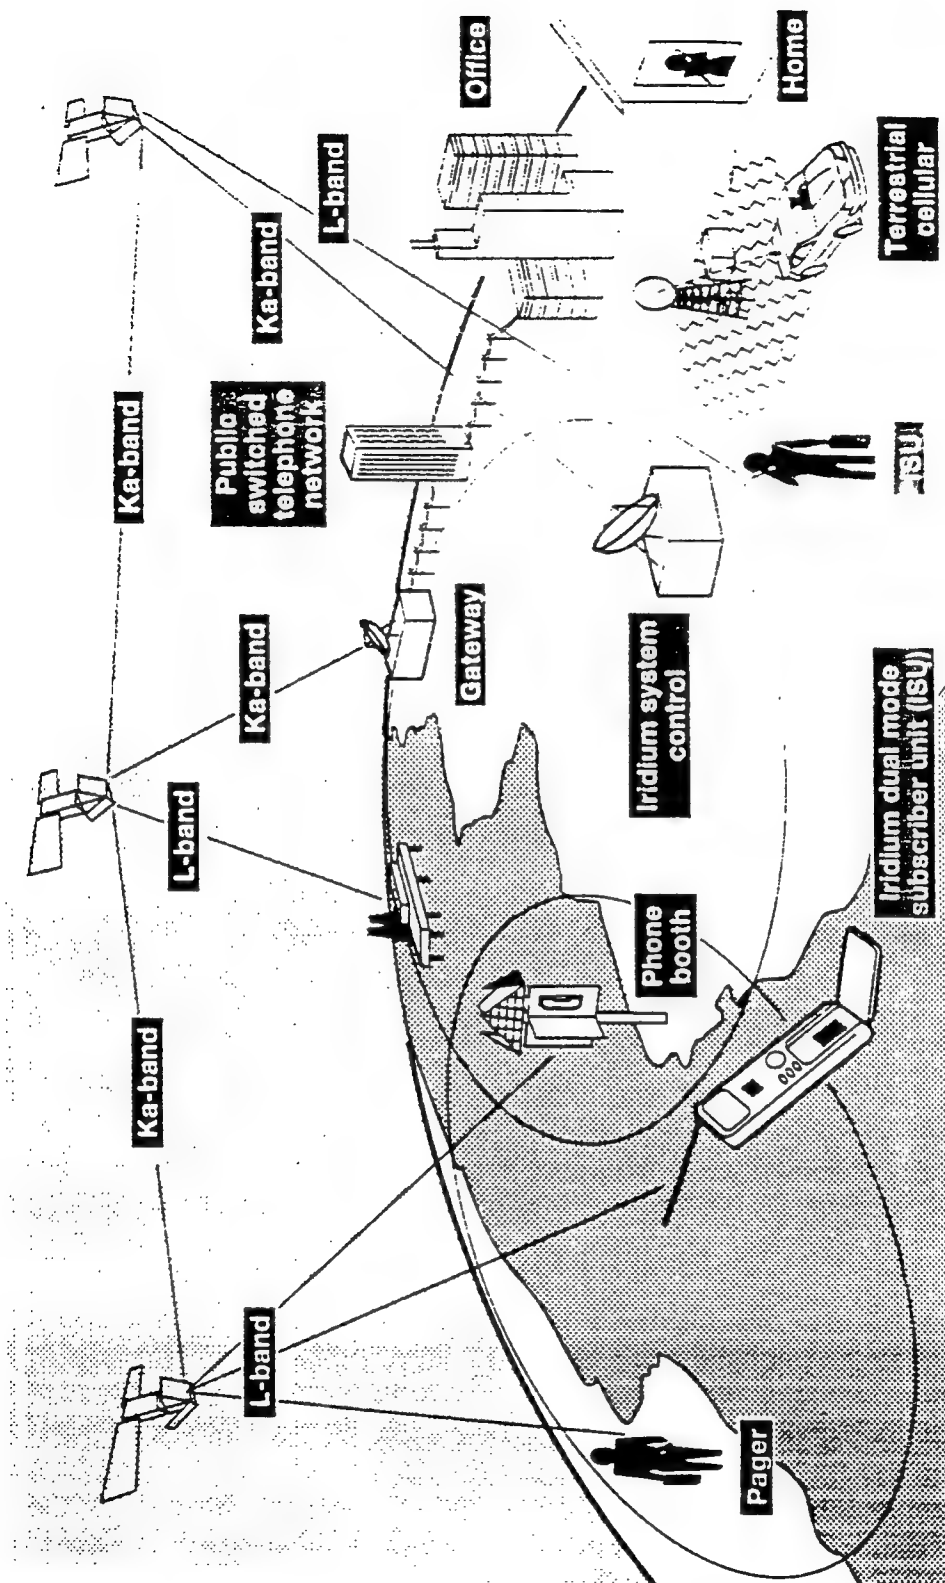 Ka-band
Ka-band
L-band
L-band
Ka-band
Ka-band
L-band
Public
switched
telephone
network
Office
Home
Gateway
Terrestrial
cellular
ISU
Iridium system
control
Phone
booth
Iridium dual mode
subscriber unit (ISU)
Pager